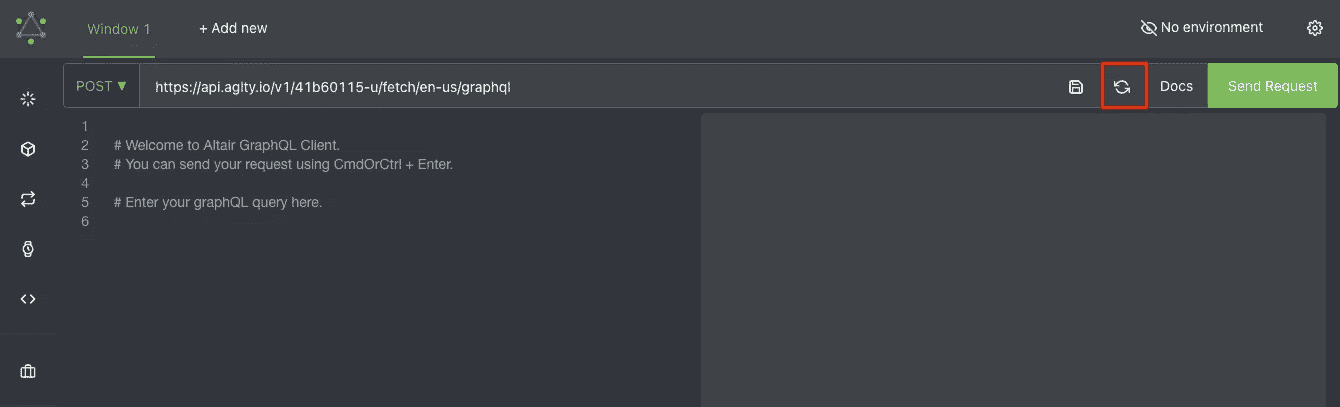 Window 1
+ Add new
No environment
POST ▼
https://api.aglty.io/v1/41b60115-u/fetch/en-us/graphql
Docs
Send Request
1
2 # Welcome to Altair GraphQL Client.
3 # You can send your request using CmdOrCtrl + Enter.
4
5 # Enter your graphQL query here.
6